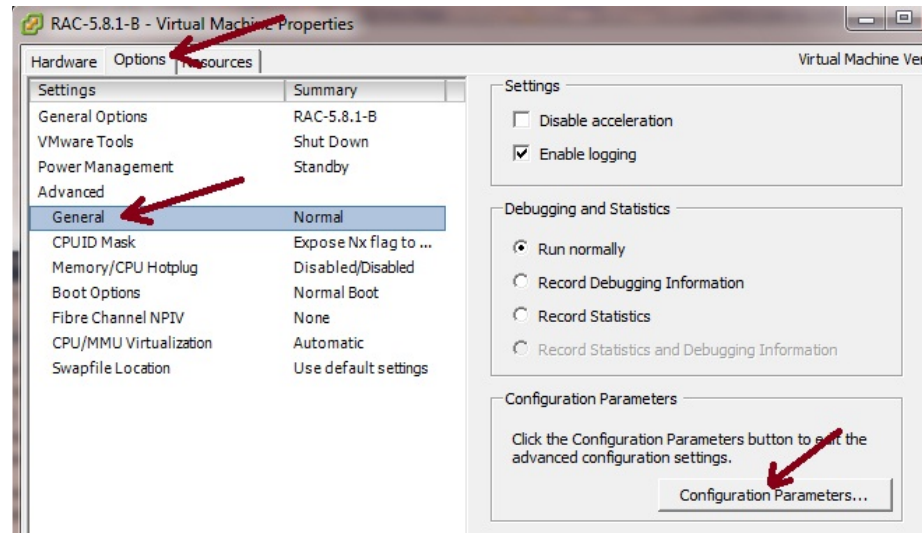 RAC-5.8.1-B - Virtual Machine Properties
Hardware Options Resources
Virtual Machine Ver
Settings Summary
General Options RAC-5.8.1-B
VMware Tools Shut Down
Power Management Standby
Advanced
General Normal
CPUID Mask Expose Nx flag to ...
Memory/CPU Hotplug Disabled/Disabled
Boot Options Normal Boot
Fibre Channel NPIV None
CPU/MMU Virtualization Automatic
Swapfile Location Use default settings
Settings
Disable acceleration
Enable logging
Debugging and Statistics
Run normally
Record Debugging Information
Record Statistics
Record Statistics and Debugging Information
Configuration Parameters
Click the Configuration Parameters button to edit the
advanced configuration settings.
Configuration Parameters...